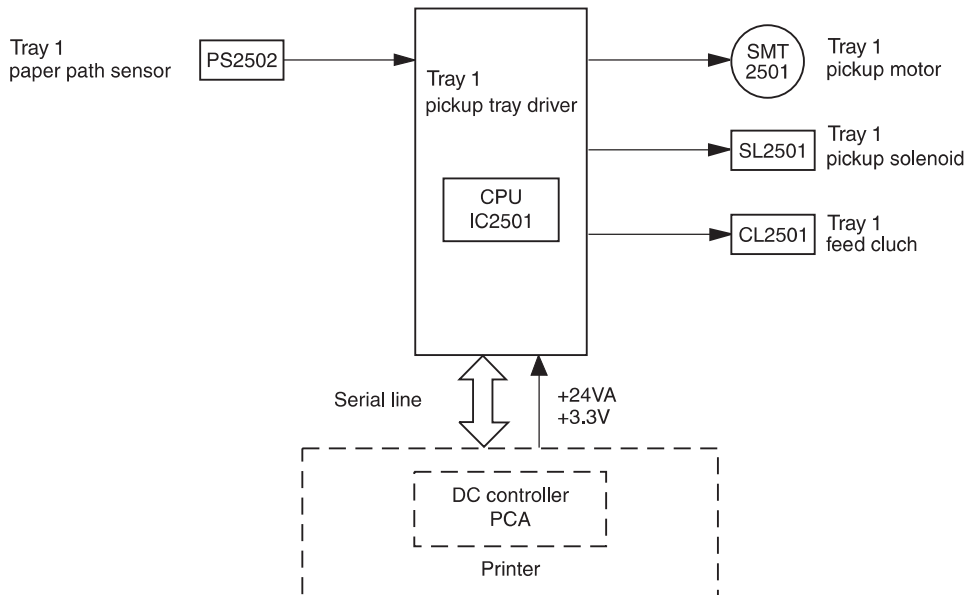 Tray 1
paper path sensor
PS2502
Tray 1
pickup tray driver
CPU
IC2501
SMT
2501
Tray 1
pickup motor
SL2501
Tray 1
pickup solenoid
CL2501
Tray 1
feed cluch
Serial line
+24VA
+3.3V
DC controller
PCA
Printer